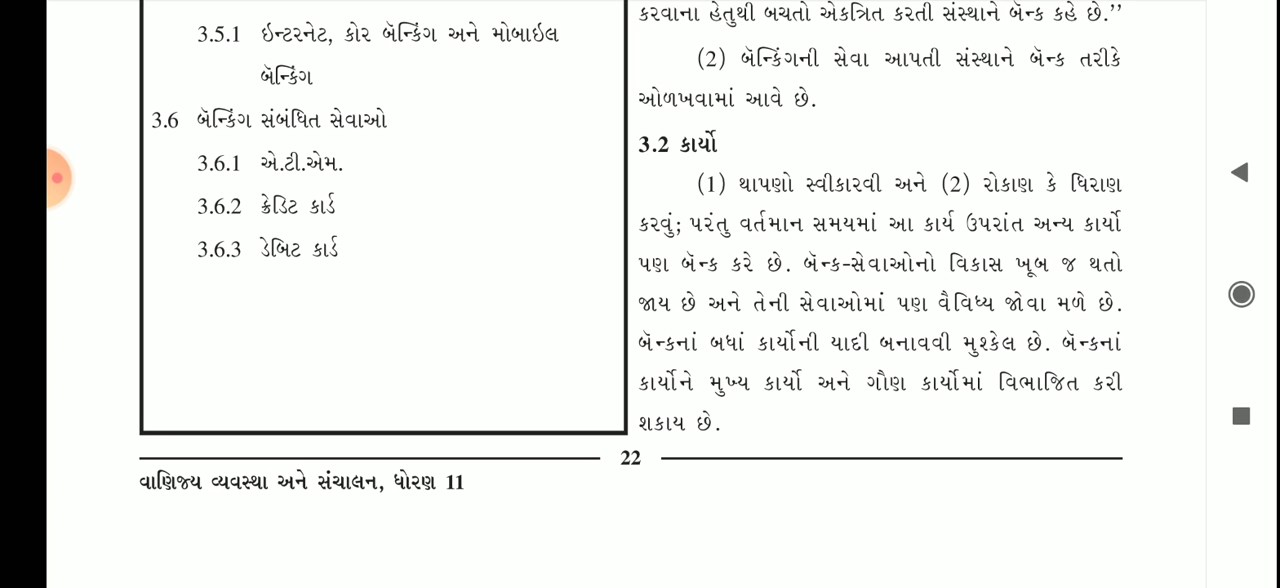 3.5.1 ઇન્ટરનેટ, કોર બૅન્કિંગ અને મોબાઇલ
બૅન્કિંગ
3.6 બૅન્કિંગ સંબંધિત સેવાઓ
3.6.1 એ.ટી.એમ.
3.6.2 ક્રેડિટ કાર્ડ
3.6.3 ડેબિટ કાર્ડ
કરવાના હેતુથી બચતો એકત્રિત કરતી સંસ્થાને બૅન્ક કહે છે.’’
(2) બૅન્કિંગની સેવા આપતી સંસ્થાને બૅન્ક તરીકે
ઓળખવામાં આવે છે.
3.2 કાર્યો
(1) થાપણો સ્વીકારવી અને (2) રોકાણ કે ધિરાણ
કરવું; પરંતુ વર્તમાન સમયમાં આ કાર્ય ઉપરાંત અન્ય કાર્યો
પણ બૅન્ક કરે છે. બૅન્ક-સેવાઓનો વિકાસ ખૂબ જ થતો
જાય છે અને તેની સેવાઓમાં પણ વૈવિધ્ય જોવા મળે છે.
બૅન્કનાં બધાં કાર્યોની યાદી બનાવવી મુશ્કેલ છે. બૅન્કનાં
કાર્યોને મુખ્ય કાર્યો અને ગૌણ કાર્યોમાં વિભાજિત કરી
શકાય છે.
22
વાણિજ્ય વ્યવસ્થા અને સંચાલન, ધોરણ 11